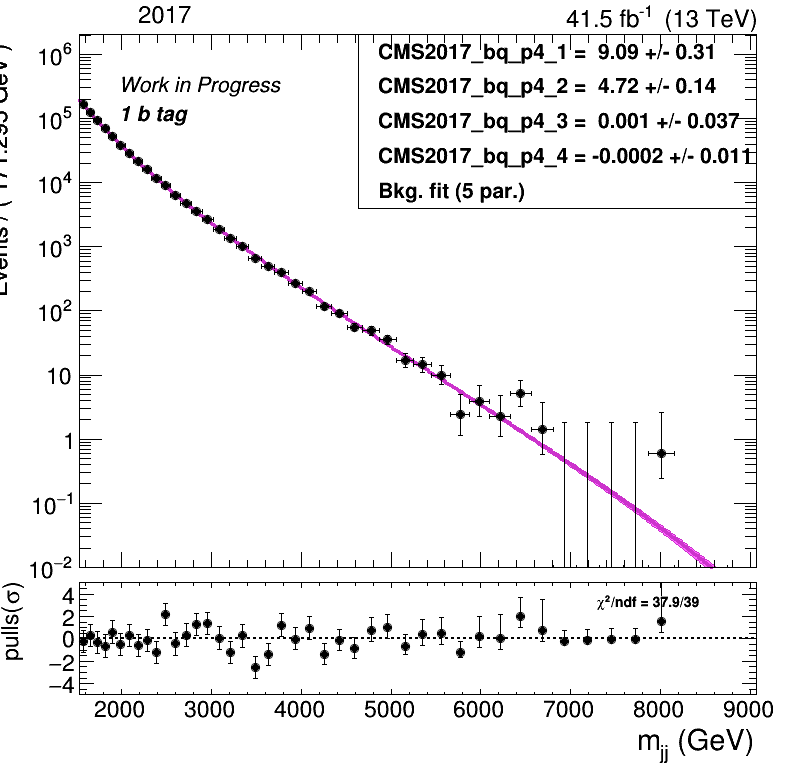 2017
41.5 fb⁻¹ (13 TeV)
CMS2017_bq_p4_1 = 9.09 +/- 0.31
CMS2017_bq_p4_2 = 4.72 +/- 0.14
CMS2017_bq_p4_3 = 0.001 +/- 0.037
CMS2017_bq_p4_4 = -0.0002 +/- 0.011
Bkg. fit (5 par.)
Work in Progress
1 b tag
10⁶
10⁵
10⁴
10³
10²
10
1
10⁻¹
10⁻²
χ²/ndf = 37.9/39
pulls(σ)
4
2
0
−2
−4
2000 3000 4000 5000 6000 7000 8000 9000
m_jj (GeV)